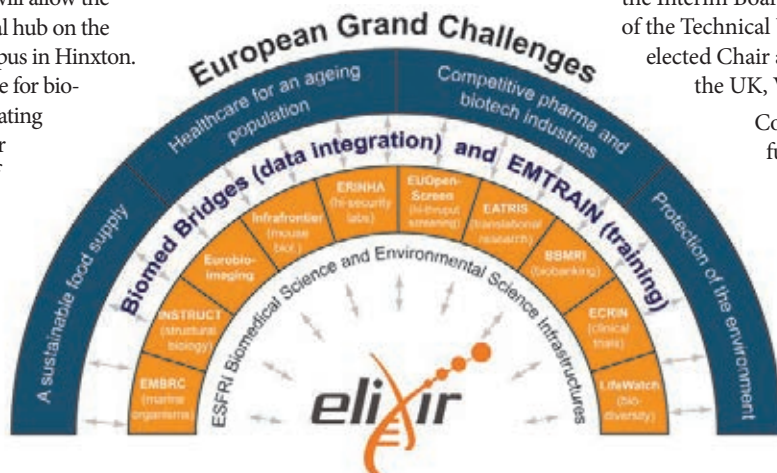 will allow the
al hub on the
pus in Hinxton.
e for bio-
ating
r
the Interim Board
of the Technical
elected Chair a
the UK, V
Co
fu
European Grand Challenges
A sustainable food supply
Healthcare for an ageing
population
Competitive pharma and
biotech industries
Protection of the environment
Biomed Bridges (data integration) and EMTRAIN (training)
EMBRC
(marine
organisms)
INSTRUCT
(structural
biology)
Eurobio-
imaging
Infrafrontier
(mouse
biol.)
ERINHA
(hi-security
labs)
EUOpen-
Screen
(hi-thruput
screening)
EATRIS
(translational
research)
BBMRI
(biobanking)
ECRIN
(clinical
trials)
LifeWatch
(bio-
diversity)
ESFRI Biomedical Science and Environmental Science Infrastructures
elixir